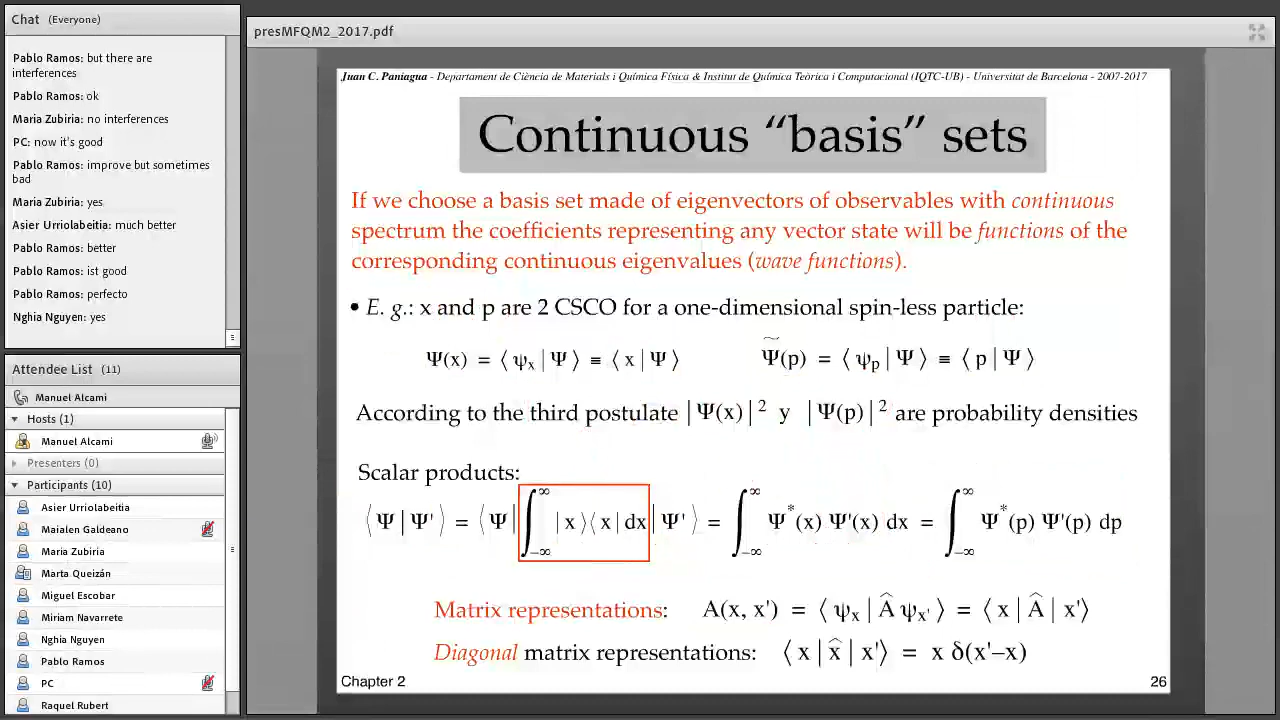 Chat (Everyone)
Pablo Ramos: but there are
interferences
Pablo Ramos: ok
Maria Zubiria: no interferences
PC: now it's good
Pablo Ramos: improve but sometimes
bad
Maria Zubiria: yes
Asier Urriolabeitia: much better
Pablo Ramos: better
Pablo Ramos: ist good
Pablo Ramos: perfecto
Nghia Nguyen: yes
Attendee List (11)
Manuel Alcami
Hosts (1)
Manuel Alcami
Presenters (0)
Participants (10)
Asier Urriolabeitia
Maialen Galdeano
Maria Zubiria
Marta Queizán
Miguel Escobar
Miriam Navarrete
Nghia Nguyen
Pablo Ramos
PC
Raquel Rubert
presMFQM2_2017.pdf
Juan C. Paniagua - Departament de Ciència de Materials i Química Física & Institut de Química Teòrica i Computacional (IQTC-UB) - Universitat de Barcelona - 2007-2017
Continuous “basis” sets
If we choose a basis set made of eigenvectors of observables with continuous
spectrum the coefficients representing any vector state will be functions of the
corresponding continuous eigenvalues (wave functions).
• E. g.: x and p are 2 CSCO for a one-dimensional spin-less particle:
Ψ(x) = ⟨ ψₓ | Ψ ⟩ ≡ ⟨ x | Ψ ⟩ Ψ̃(p) = ⟨ ψₚ | Ψ ⟩ ≡ ⟨ p | Ψ ⟩
According to the third postulate |Ψ(x)|² y |Ψ(p)|² are probability densities
Scalar products:
⟨Ψ|Ψ'⟩ = ⟨Ψ| ∫_{-∞}^{∞} |x⟩⟨x| dx |Ψ'⟩ = ∫_{-∞}^{∞} Ψ*(x) Ψ'(x) dx = ∫_{-∞}^{∞} Ψ*(p) Ψ'(p) dp
Matrix representations: A(x, x') = ⟨ ψₓ | Â ψₓ' ⟩ = ⟨ x | Â | x'⟩
Diagonal matrix representations: ⟨ x | x̂ | x'⟩ = x δ(x'–x)
Chapter 2
26